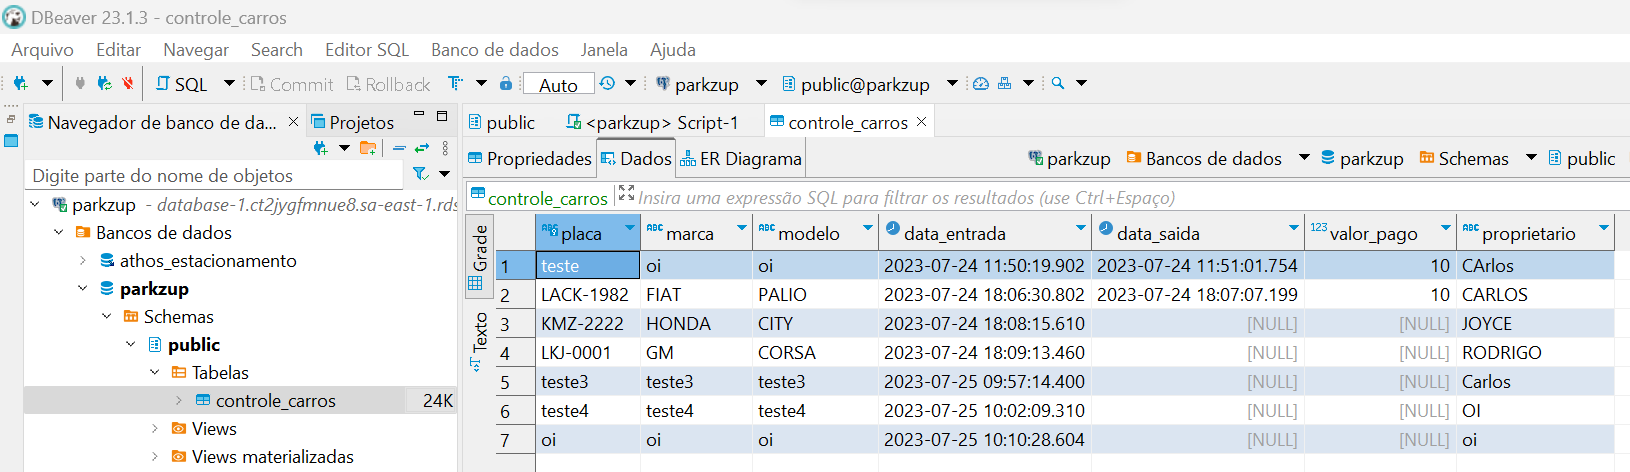 DBeaver 23.1.3 - controle_carros
Arquivo Editar Navegar Search Editor SQL Banco de dados Janela Ajuda
SQL Commit Rollback Auto parkzup public@parkzup
Navegador de banco de da... Projetos
Digite parte do nome de objetos
parkzup - database-1.ct2jygfmnue8.sa-east-1.rds
Bancos de dados
athos_estacionamento
parkzup
Schemas
public
Tabelas
controle_carros 24K
Views
Views materializadas
public <parkzup> Script-1 controle_carros
Propriedades Dados ER Diagrama parkzup Bancos de dados parkzup Schemas public
controle_carros Insira uma expressão SQL para filtrar os resultados (use Ctrl+Espaço)
Grade
Texto
ABC placa ABC marca ABC modelo data_entrada data_saida 123 valor_pago ABC proprietario
1 teste oi oi 2023-07-24 11:50:19.902 2023-07-24 11:51:01.754 10 CArlos
2 LACK-1982 FIAT PALIO 2023-07-24 18:06:30.802 2023-07-24 18:07:07.199 10 CARLOS
3 KMZ-2222 HONDA CITY 2023-07-24 18:08:15.610 [NULL] [NULL] JOYCE
4 LKJ-0001 GM CORSA 2023-07-24 18:09:13.460 [NULL] [NULL] RODRIGO
5 teste3 teste3 teste3 2023-07-25 09:57:14.400 [NULL] [NULL] Carlos
6 teste4 teste4 teste4 2023-07-25 10:02:09.310 [NULL] [NULL] OI
7 oi oi oi 2023-07-25 10:10:28.604 [NULL] [NULL] oi